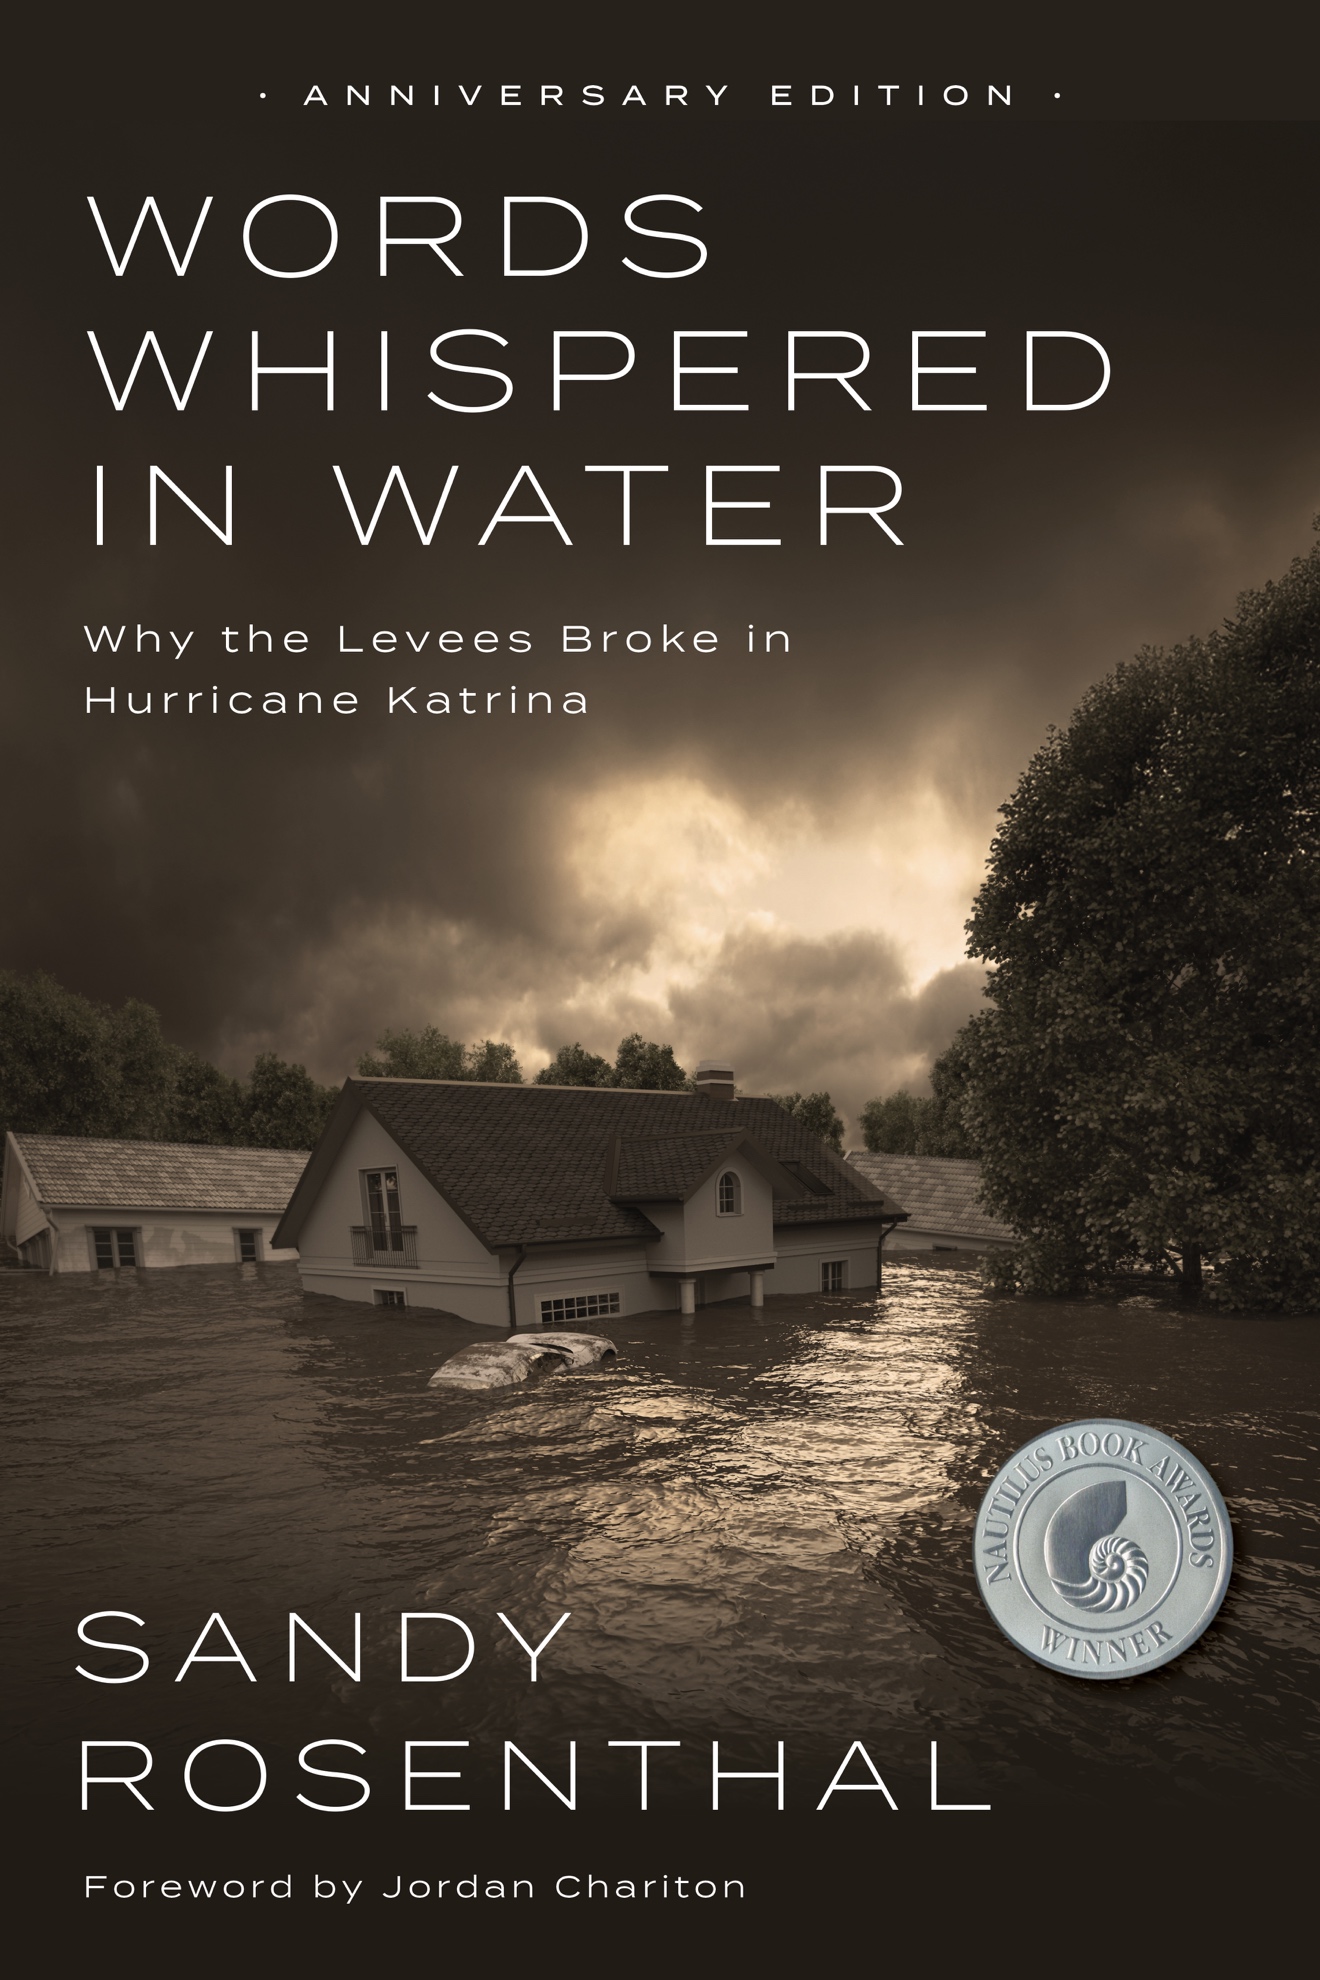 · ANNIVERSARY EDITION ·
WORDS
WHISPERED
IN WATER
Why the Levees Broke in
Hurricane Katrina
NAUTILUS BOOK AWARDS
WINNER
SANDY
ROSENTHAL
Foreword by Jordan Chariton